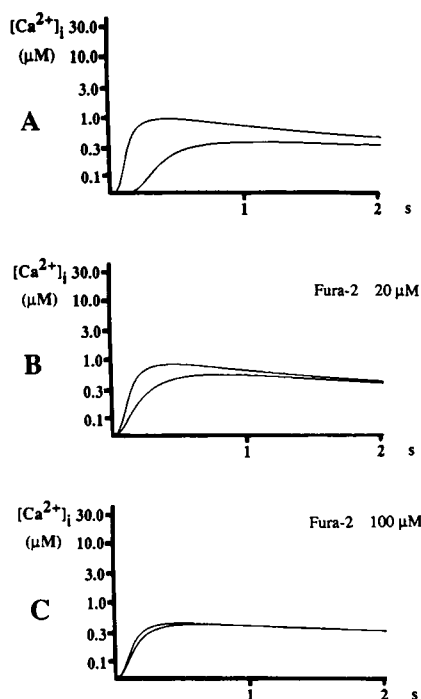 [Ca2+]i
(μM)
30.0
10.0
3.0
1.0
0.3
0.1
A
1
2
s
[Ca2+]i
(μM)
30.0
10.0
3.0
1.0
0.3
0.1
Fura-2 20 μM
B
1
2
s
[Ca2+]i
(μM)
30.0
10.0
3.0
1.0
0.3
0.1
Fura-2 100 μM
C
1
2
s